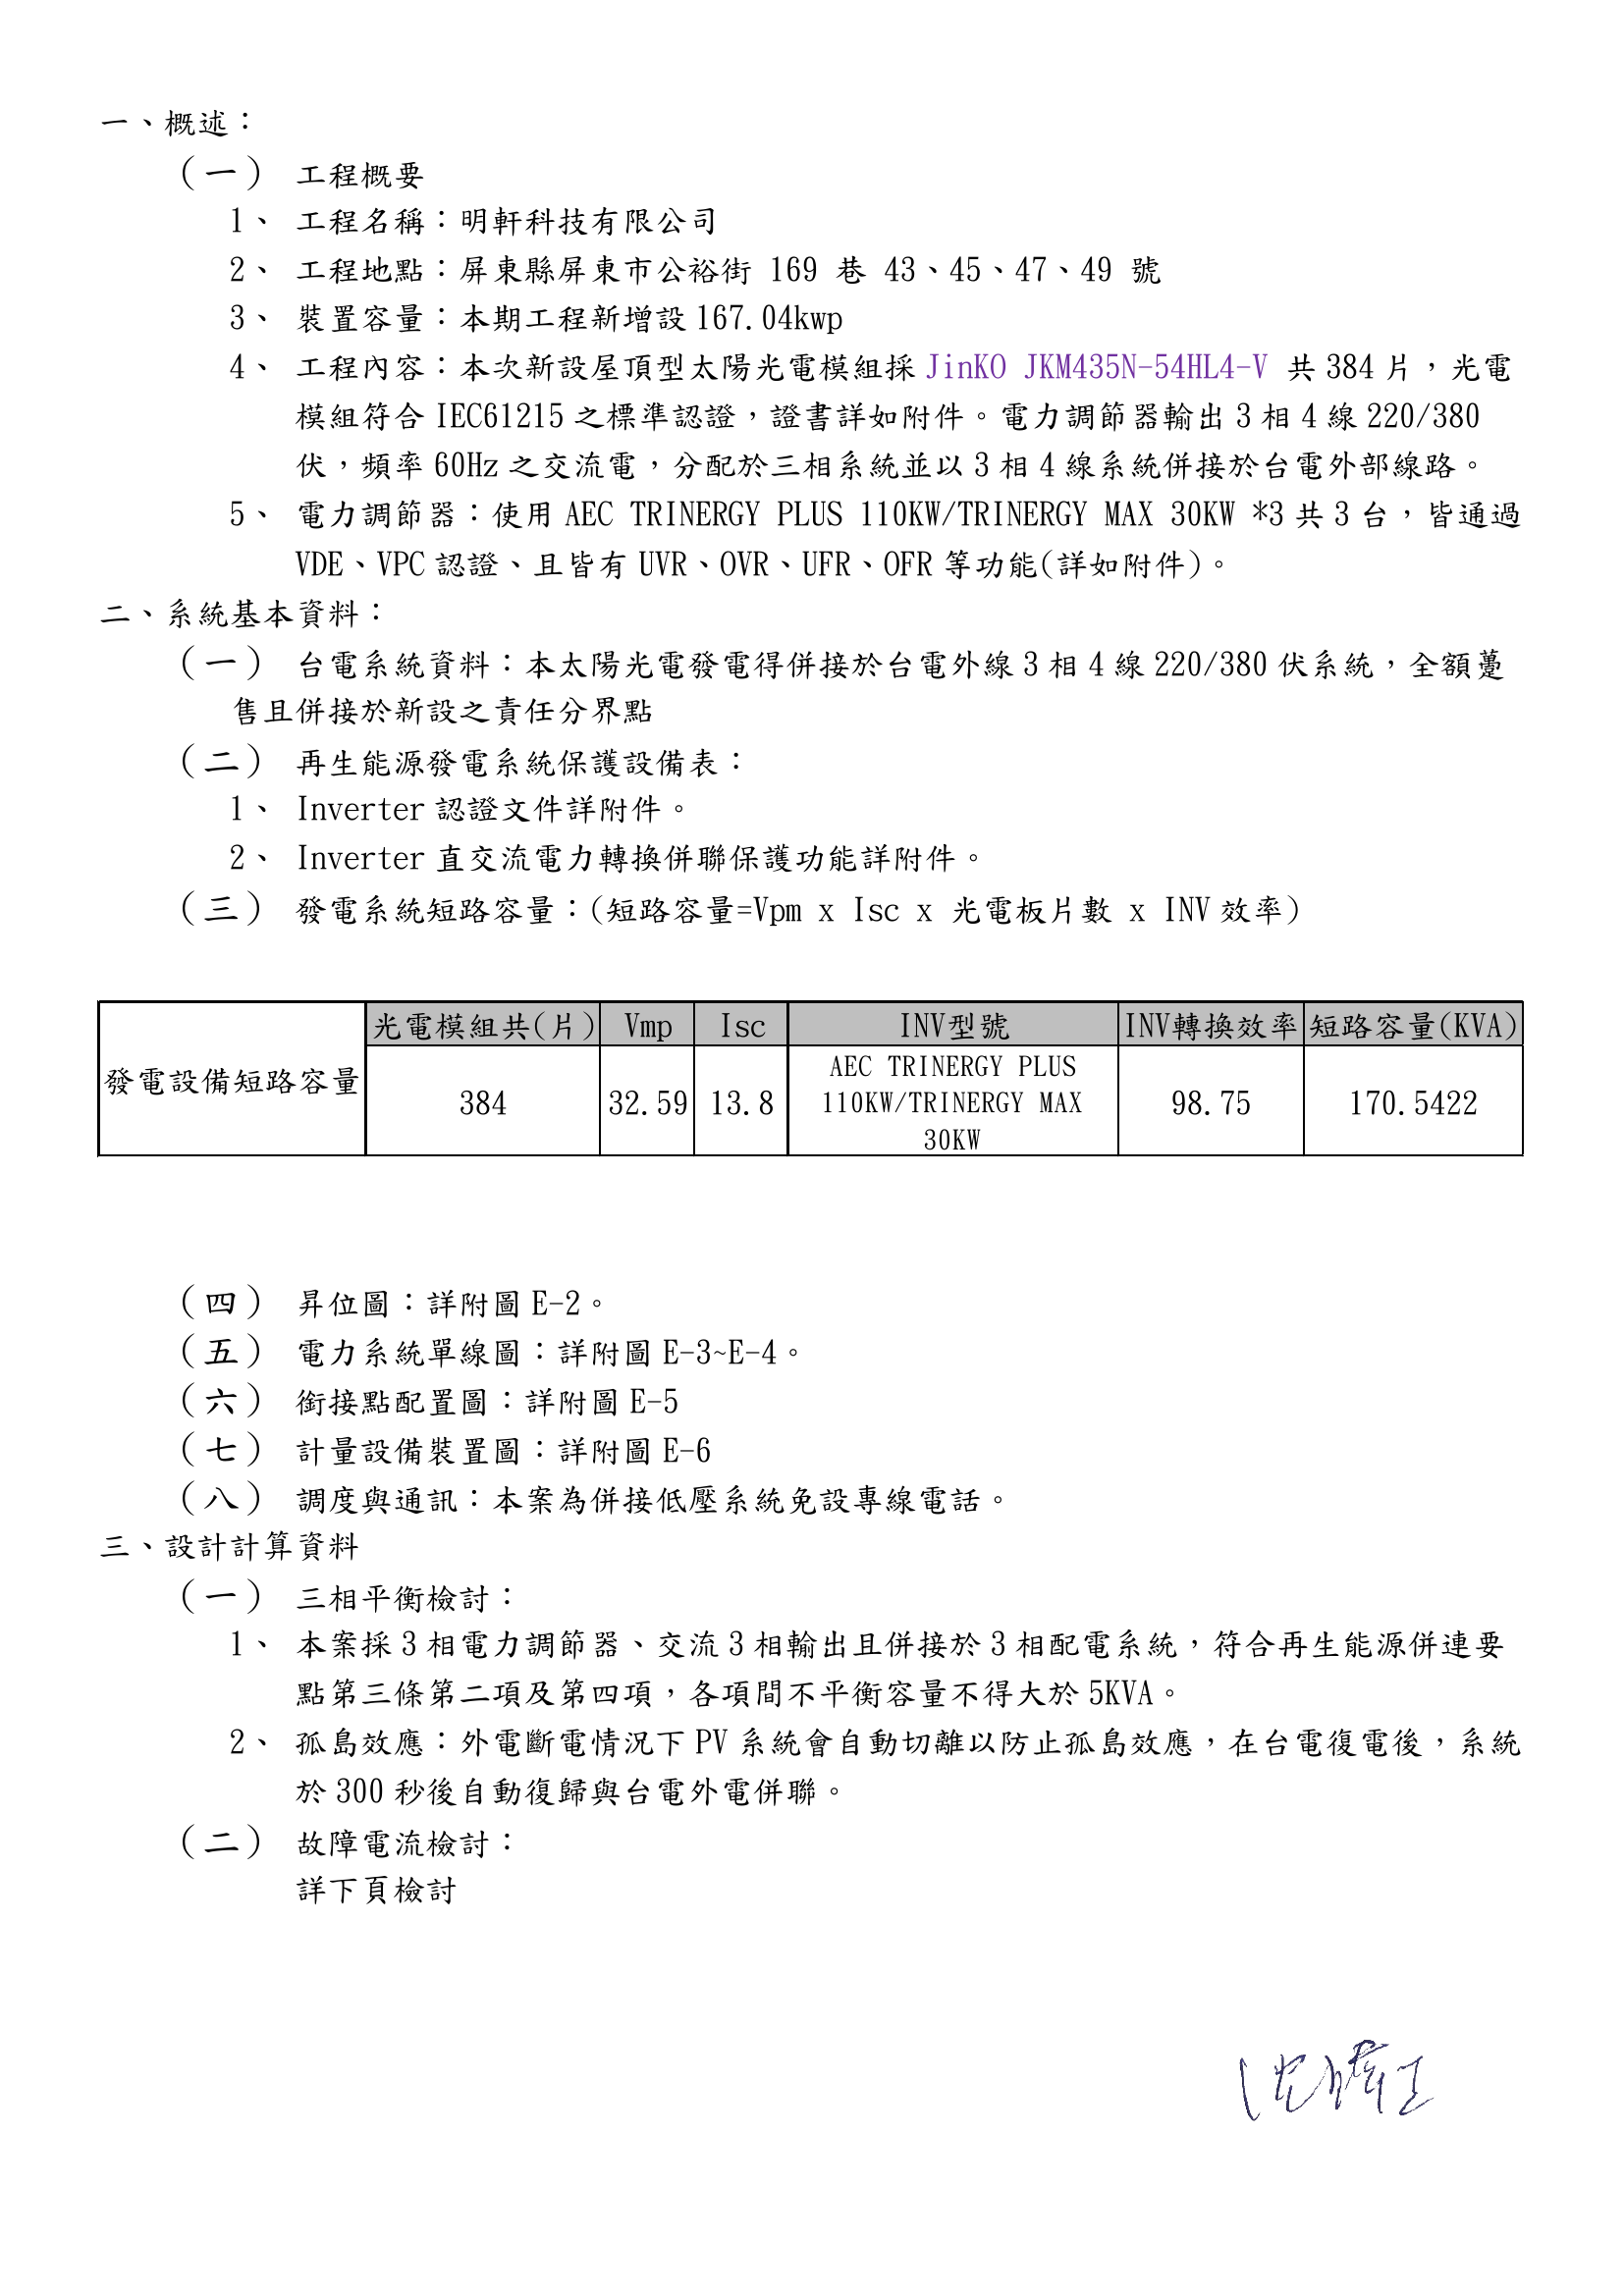 一、概述：
(一) 工程概要
1、 工程名稱：明軒科技有限公司
2、 工程地點：屏東縣屏東市公裕街 169 巷 43、45、47、49 號
3、 裝置容量：本期工程新增設 167.04kwp
4、 工程內容：本次新設屋頂型太陽光電模組採 JinKO JKM435N-54HL4-V 共 384 片，光電
模組符合 IEC61215 之標準認證，證書詳如附件。電力調節器輸出 3 相 4 線 220/380
伏，頻率 60Hz 之交流電，分配於三相系統並以 3 相 4 線系統併接於台電外部線路。
5、 電力調節器：使用 AEC TRINERGY PLUS 110KW/TRINERGY MAX 30KW *3 共 3 台，皆通過
VDE、VPC 認證、且皆有 UVR、OVR、UFR、OFR 等功能(詳如附件)。
二、系統基本資料：
(一) 台電系統資料：本太陽光電發電得併接於台電外線 3 相 4 線 220/380 伏系統，全額躉
售且併接於新設之責任分界點
(二) 再生能源發電系統保護設備表：
1、 Inverter 認證文件詳附件。
2、 Inverter 直交流電力轉換併聯保護功能詳附件。
(三) 發電系統短路容量：(短路容量=Vpm x Isc x 光電板片數 x INV 效率)
光電模組共(片) Vmp Isc INV型號 INV轉換效率 短路容量(KVA)
發電設備短路容量 384 32.59 13.8 AEC TRINERGY PLUS
110KW/TRINERGY MAX
30KW 98.75 170.5422
(四) 昇位圖：詳附圖 E-2。
(五) 電力系統單線圖：詳附圖 E-3~E-4。
(六) 銜接點配置圖：詳附圖 E-5
(七) 計量設備裝置圖：詳附圖 E-6
(八) 調度與通訊：本案為併接低壓系統免設專線電話。
三、設計計算資料
(一) 三相平衡檢討：
1、 本案採 3 相電力調節器、交流 3 相輸出且併接於 3 相配電系統，符合再生能源併連要
點第三條第二項及第四項，各項間不平衡容量不得大於 5KVA。
2、 孤島效應：外電斷電情況下 PV 系統會自動切離以防止孤島效應，在台電復電後，系統
於 300 秒後自動復歸與台電外電併聯。
(二) 故障電流檢討：
詳下頁檢討